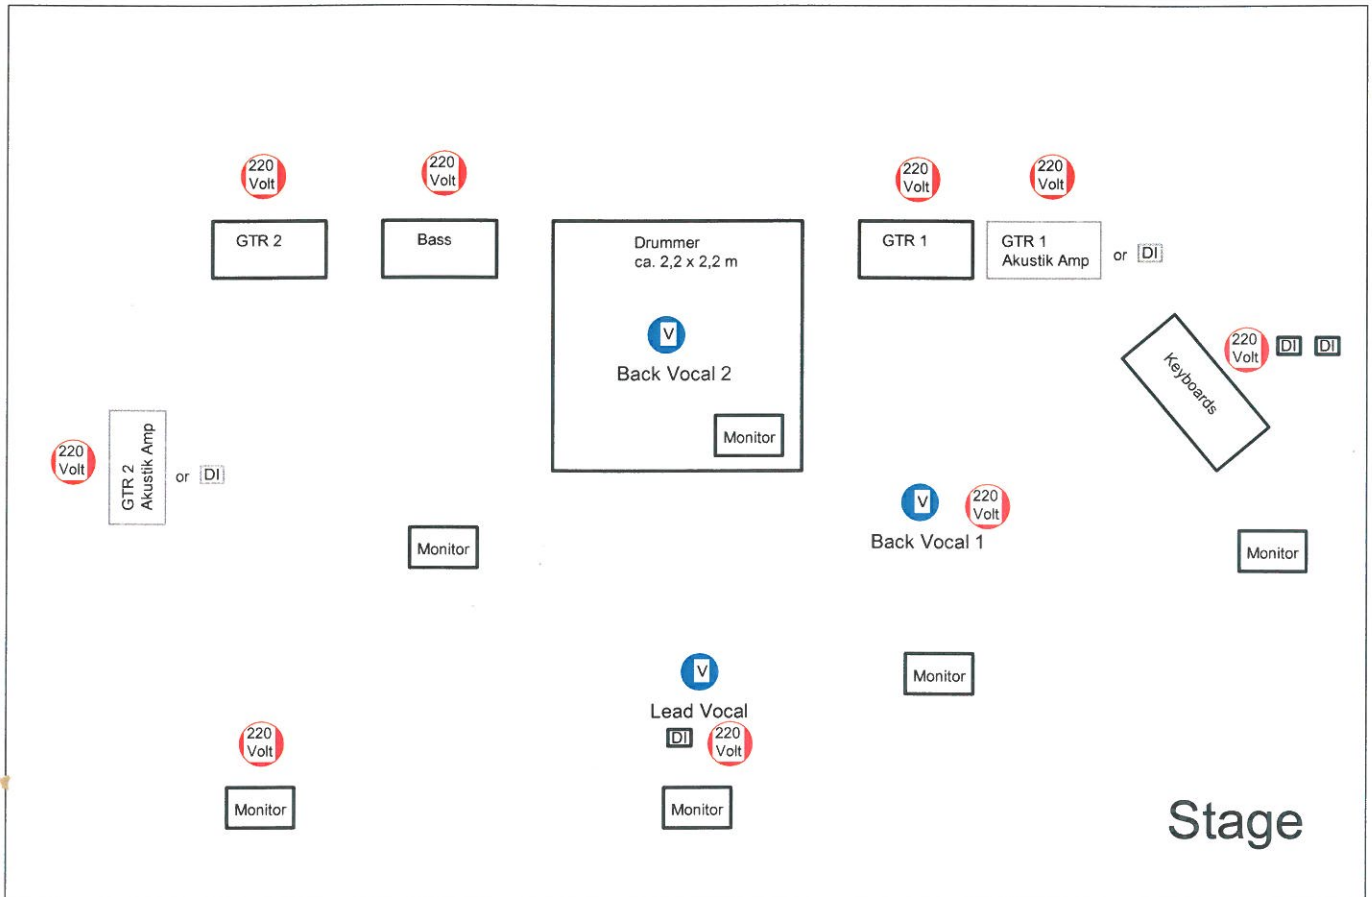 220
Volt
220
Volt
220
Volt
220
Volt
GTR 2
Bass
Drummer
ca. 2,2 x 2,2 m
GTR 1
GTR 1
Akustik Amp
or DI
V
Back Vocal 2
Keyboards
220
Volt
DI DI
Monitor
220
Volt
GTR 2
Akustik Amp
or DI
V
220
Volt
Back Vocal 1
Monitor
Monitor
V
Lead Vocal
Monitor
220
Volt
DI
220
Volt
Monitor
Monitor
Stage